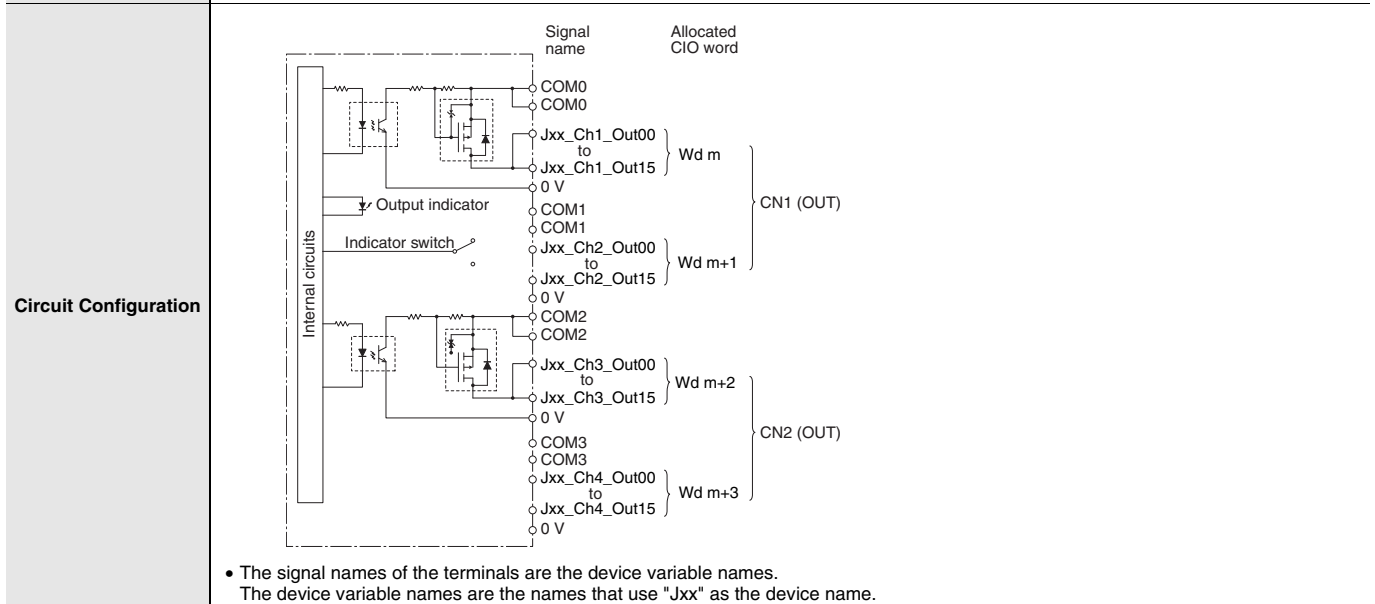 Circuit Configuration
Signal name
Allocated CIO word
Internal circuits
COM0
COM0
Jxx_Ch1_Out00
to
Jxx_Ch1_Out15
Wd m
0 V
Output indicator
COM1
COM1
CN1 (OUT)
Indicator switch
Jxx_Ch2_Out00
to
Jxx_Ch2_Out15
Wd m+1
0 V
COM2
COM2
Jxx_Ch3_Out00
to
Jxx_Ch3_Out15
Wd m+2
0 V
CN2 (OUT)
COM3
COM3
Jxx_Ch4_Out00
to
Jxx_Ch4_Out15
Wd m+3
0 V
• The signal names of the terminals are the device variable names.
The device variable names are the names that use "Jxx" as the device name.